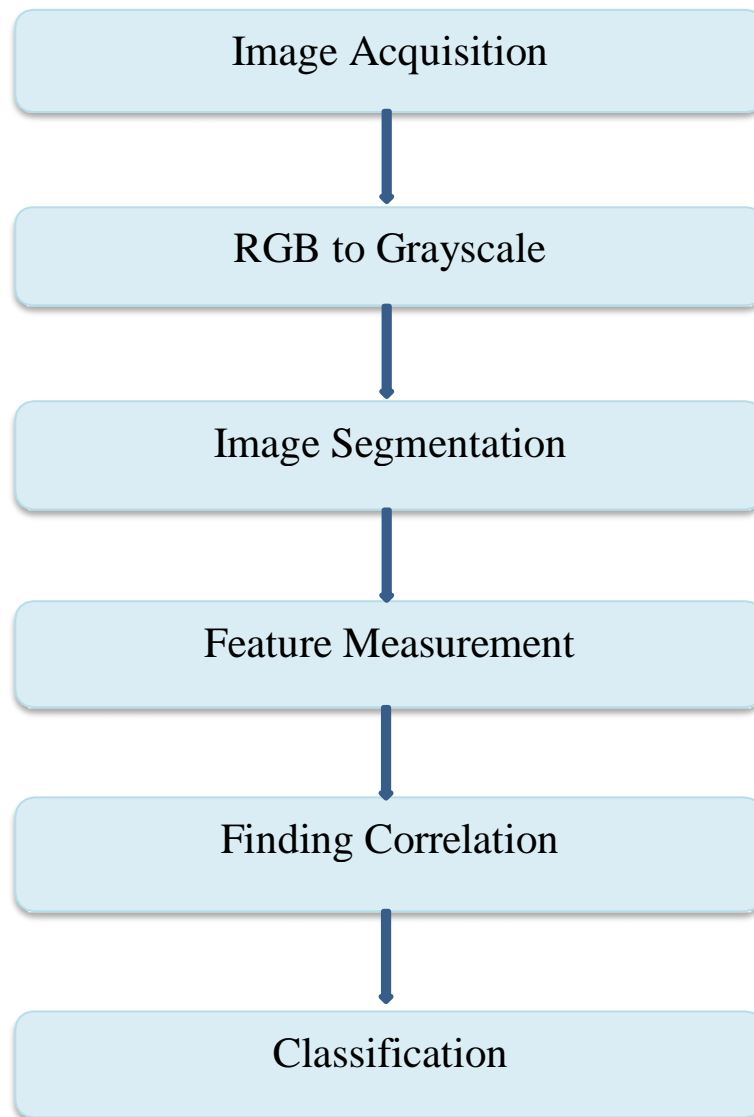 Image Acquisition
RGB to Grayscale
Image Segmentation
Feature Measurement
Finding Correlation
Classification